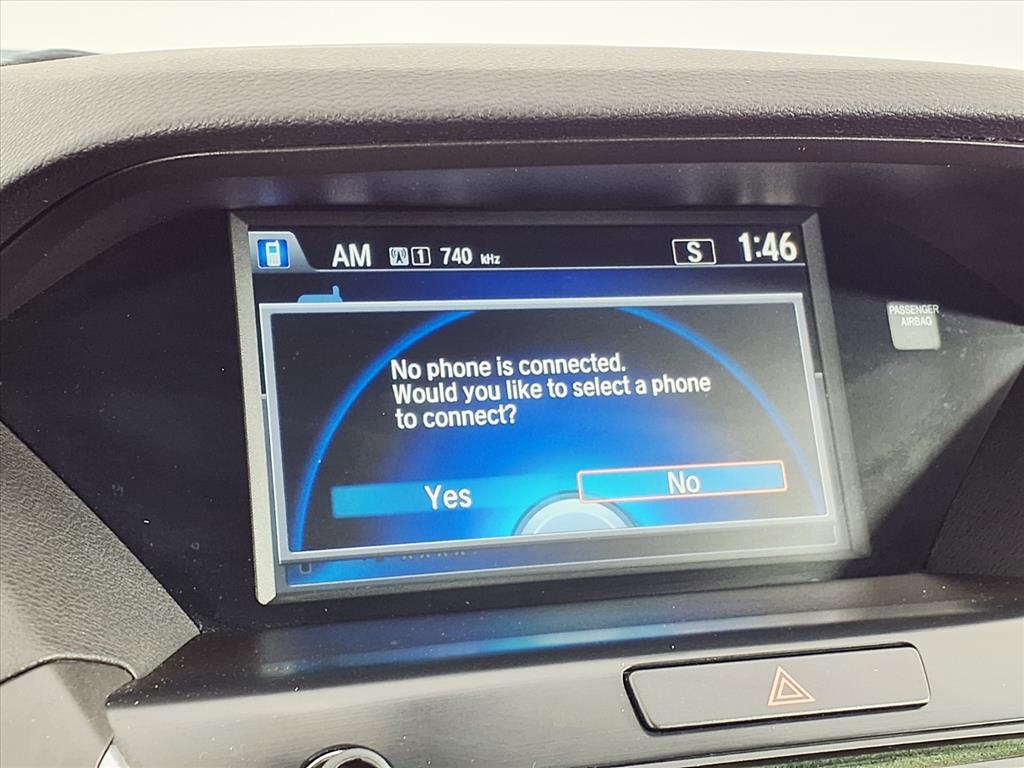 AM 1 740 kHz S 1:46
PASSENGER
AIRBAG
No phone is connected.
Would you like to select a phone
to connect?
Yes No